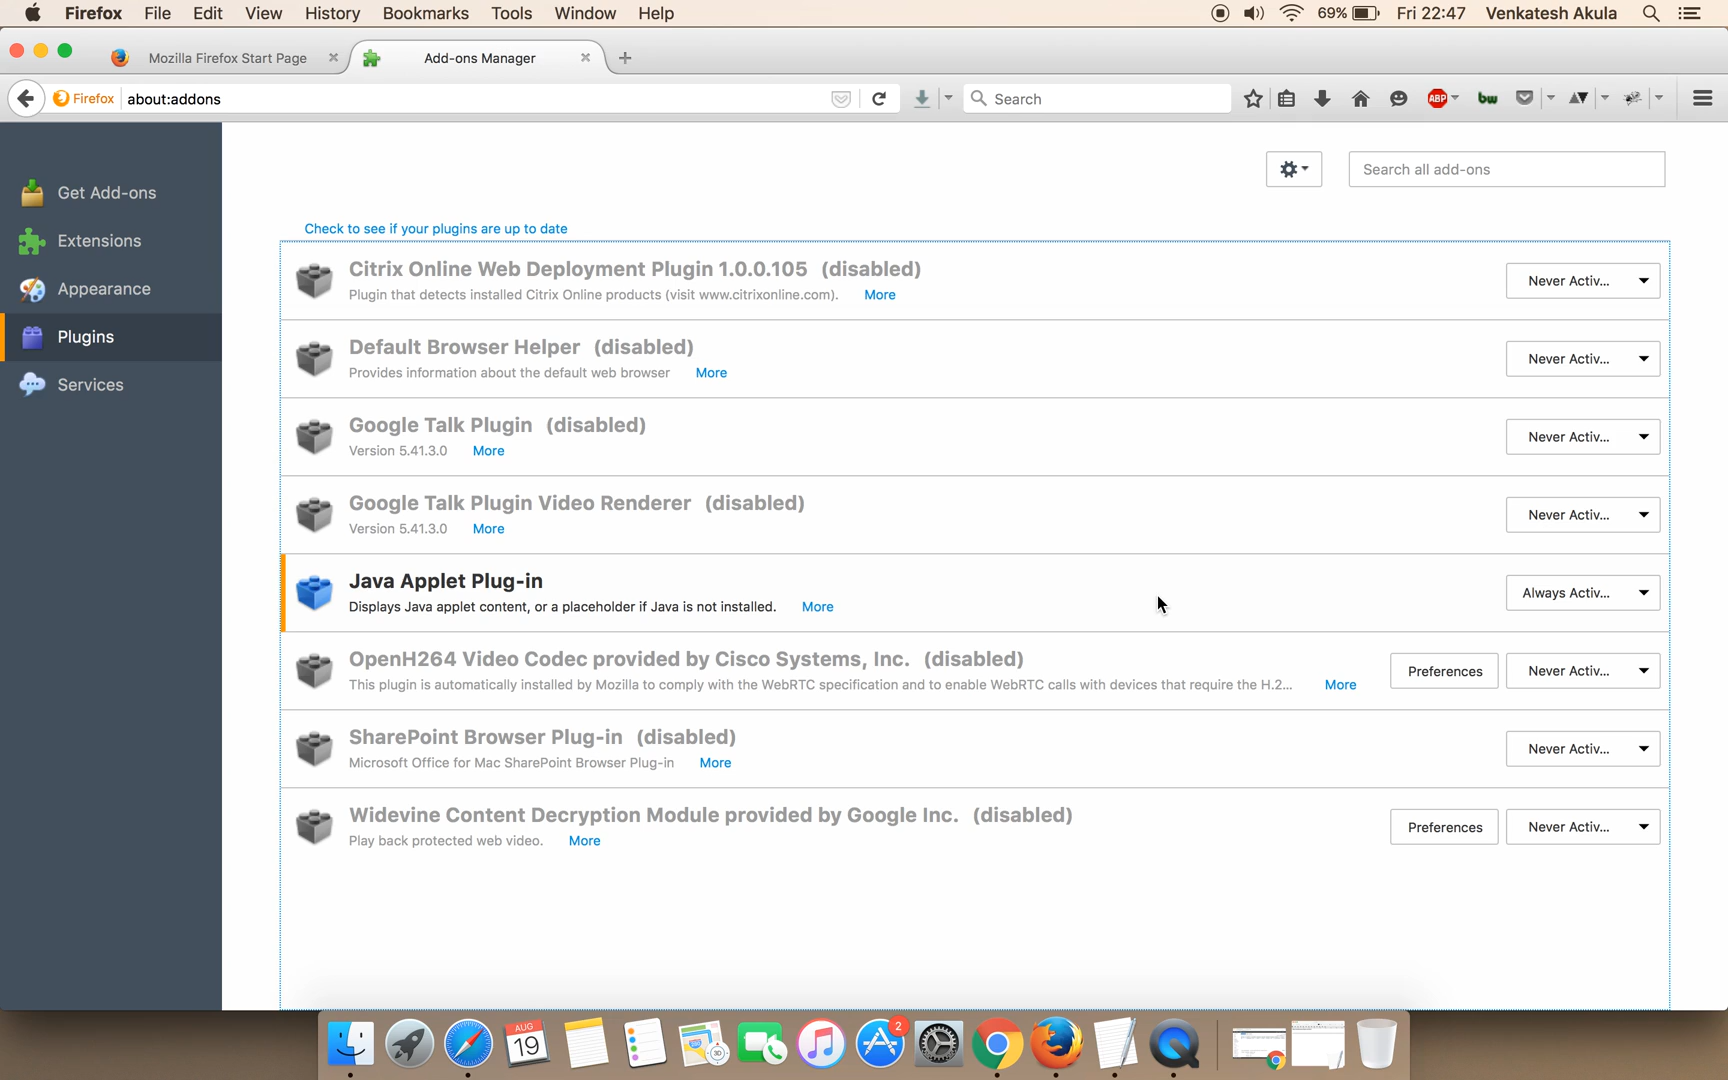 Firefox File Edit View History Bookmarks Tools Window Help 69% Fri 22:47 Venkatesh Akula
Mozilla Firefox Start Page Add-ons Manager
Firefox about:addons Search ABP bw
Search all add-ons
Get Add-ons
Extensions
Appearance
Plugins
Services
Check to see if your plugins are up to date
Citrix Online Web Deployment Plugin 1.0.0.105 (disabled)
Plugin that detects installed Citrix Online products (visit www.citrixonline.com). More
Never Activ...
Default Browser Helper (disabled)
Provides information about the default web browser More
Never Activ...
Google Talk Plugin (disabled)
Version 5.41.3.0 More
Never Activ...
Google Talk Plugin Video Renderer (disabled)
Version 5.41.3.0 More
Never Activ...
Java Applet Plug-in
Displays Java applet content, or a placeholder if Java is not installed. More
Always Activ...
OpenH264 Video Codec provided by Cisco Systems, Inc. (disabled)
This plugin is automatically installed by Mozilla to comply with the WebRTC specification and to enable WebRTC calls with devices that require the H.2... More
Preferences Never Activ...
SharePoint Browser Plug-in (disabled)
Microsoft Office for Mac SharePoint Browser Plug-in More
Never Activ...
Widevine Content Decryption Module provided by Google Inc. (disabled)
Play back protected web video. More
Preferences Never Activ...
AUG
19
3D
2